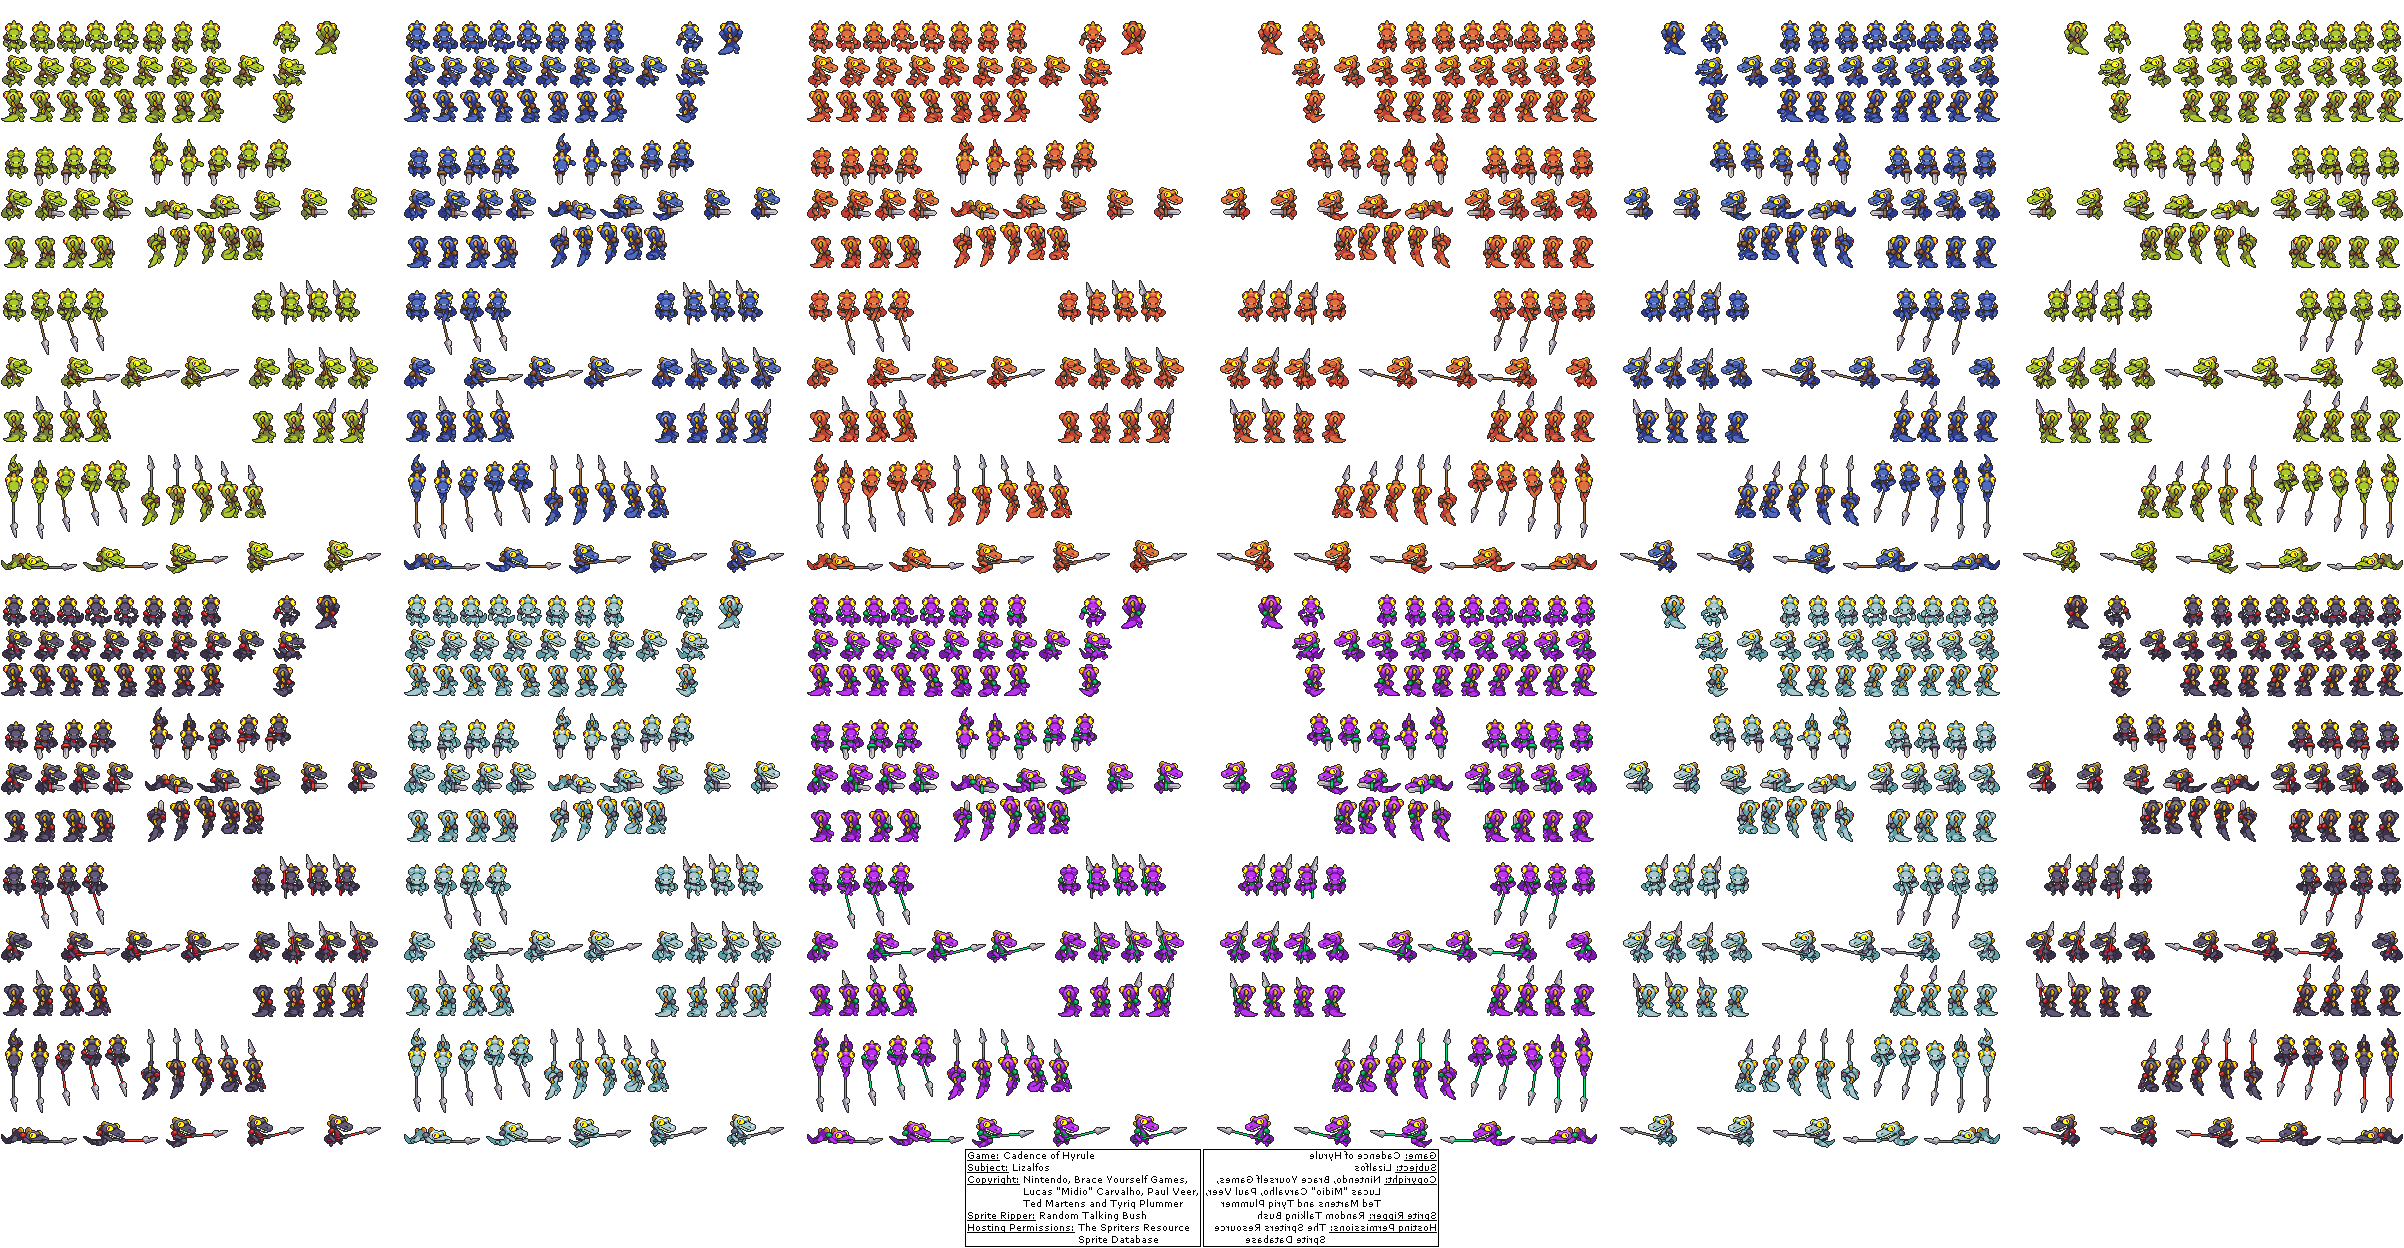 Game: Cadence of Hyrule
Subject: Lizalfos
Copyright: Nintendo, Brace Yourself Games,
Lucas "Midio" Carvalho, Paul Veer,
Ted Martens and Tyriq Plummer
Sprite Ripper: Random Talking Bush
Hosting Permissions: The Spriters Resource
Sprite Database
Game: Cadence of Hyrule
Subject: Lizalfos
Copyright: Nintendo, Brace Yourself Games,
Lucas "Midio" Carvalho, Paul Veer,
Ted Martens and Tyriq Plummer
Sprite Ripper: Random Talking Bush
Hosting Permissions: The Spriters Resource
Sprite Database